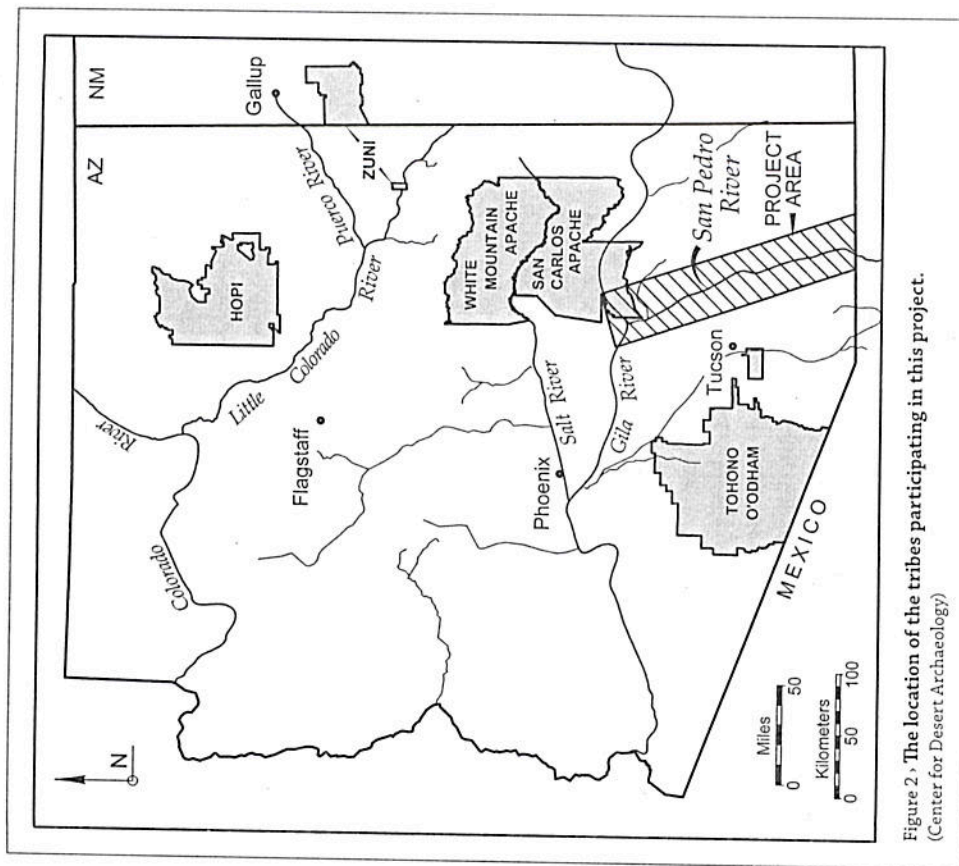 N
AZ
NM
Gallup
ZUNI
Puerco River
HOPI
Little Colorado River
River
Colorado
Flagstaff
WHITE
MOUNTAIN
APACHE
SAN
CARLOS
APACHE
Salt River
Phoenix
Gila River
San Pedro
River
PROJECT
AREA
Tucson
TOHONO
O'ODHAM
MEXICO
Miles
0 50
Kilometers
0 50 100
Figure 2 › The location of the tribes participating in this project.
(Center for Desert Archaeology)